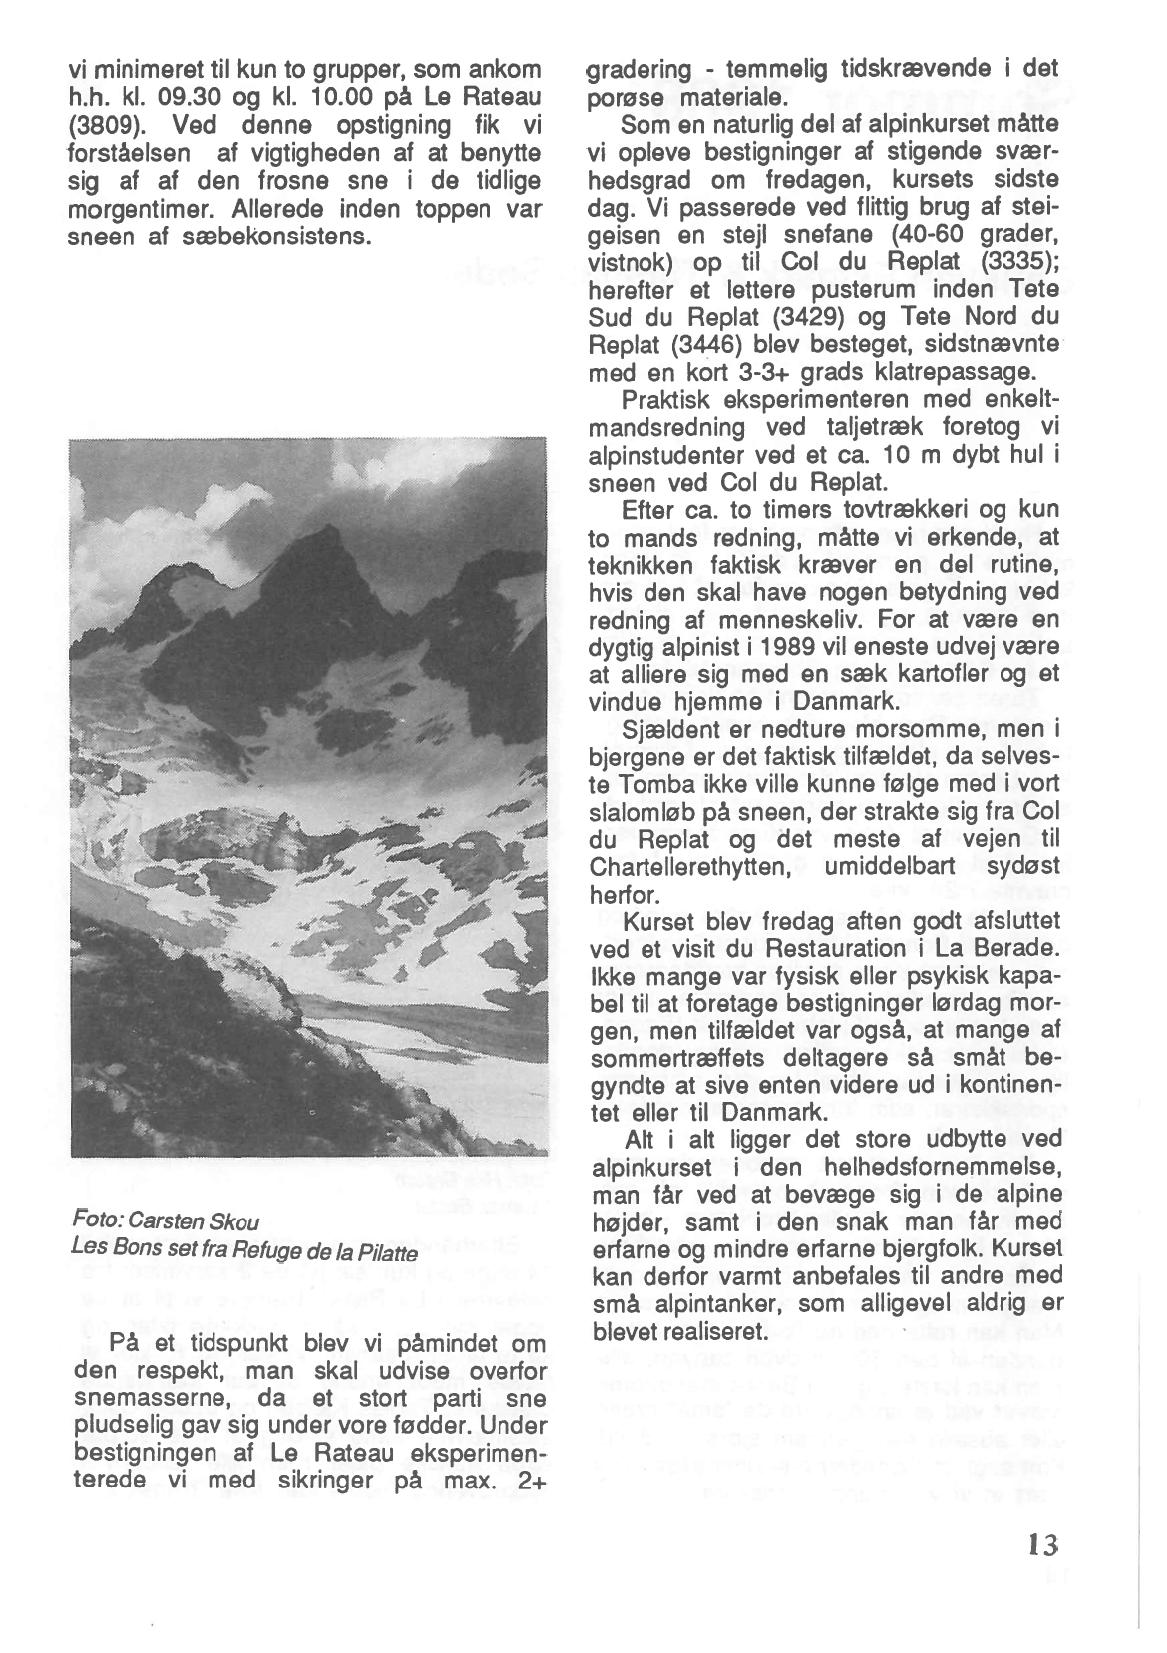 vi minimeret til kun to grupper, som ankom
h.h. kl. 09.30 og kl. 10.00 på Le Rateau
(3809). Ved denne opstigning fik vi
forståelsen af vigtigheden af at benytte
sig af af den frosne sne i de tidlige
morgentimer. Allerede inden toppen var
sneen af sæbekonsistens.
Foto: Carsten Skou
Les Bons set fra Refuge de la Pilatte
På et tidspunkt blev vi påmindet om
den respekt, man skal udvise overfor
snemasserne, da et stort parti sne
pludselig gav sig under vore fødder. Under
bestigningen af Le Rateau eksperimen-
terede vi med sikringer på max. 2+
gradering - temmelig tidskrævende i det
porøse materiale.
Som en naturlig del af alpinkurset måtte
vi opleve bestigninger af stigende svær-
hedsgrad om fredagen, kursets sidste
dag. Vi passerede ved flittig brug af stei-
geisen en stejl snefane (40-60 grader,
vistnok) op til Col du Replat (3335);
herefter et lettere pusterum inden Tete
Sud du Replat (3429) og Tete Nord du
Replat (3446) blev besteget, sidstnævnte
med en kort 3-3+ grads klatrepassage.
Praktisk eksperimenteren med enkelt-
mandsredning ved taljetræk foretog vi
alpinstudenter ved et ca. 10 m dybt hul i
sneen ved Col du Replat.
Efter ca. to timers tovtrækkeri og kun
to mands redning, måtte vi erkende, at
teknikken faktisk kræver en del rutine,
hvis den skal have nogen betydning ved
redning af menneskeliv. For at være en
dygtig alpinist i 1989 vil eneste udvej være
at alliere sig med en sæk kartofler og et
vindue hjemme i Danmark.
Sjældent er nedture morsomme, men i
bjergene er det faktisk tilfældet, da selves-
te Tomba ikke ville kunne følge med i vort
slalomløb på sneen, der strakte sig fra Col
du Replat og det meste af vejen til
Chartellerethytten, umiddelbart sydøst
herfor.
Kurset blev fredag aften godt afsluttet
ved et visit du Restauration i La Berade.
Ikke mange var fysisk eller psykisk kapa-
bel til at foretage bestigninger lørdag mor-
gen, men tilfældet var også, at mange af
sommertræffets deltagere så småt be-
gyndte at sive enten videre ud i kontinen-
tet eller til Danmark.
Alt i alt ligger det store udbytte ved
alpinkurset i den helhedsfornemmelse,
man får ved at bevæge sig i de alpine
højder, samt i den snak man får med
erfarne og mindre erfarne bjergfolk. Kurset
kan derfor varmt anbefales til andre med
små alpintanker, som alligevel aldrig er
blevet realiseret.
13